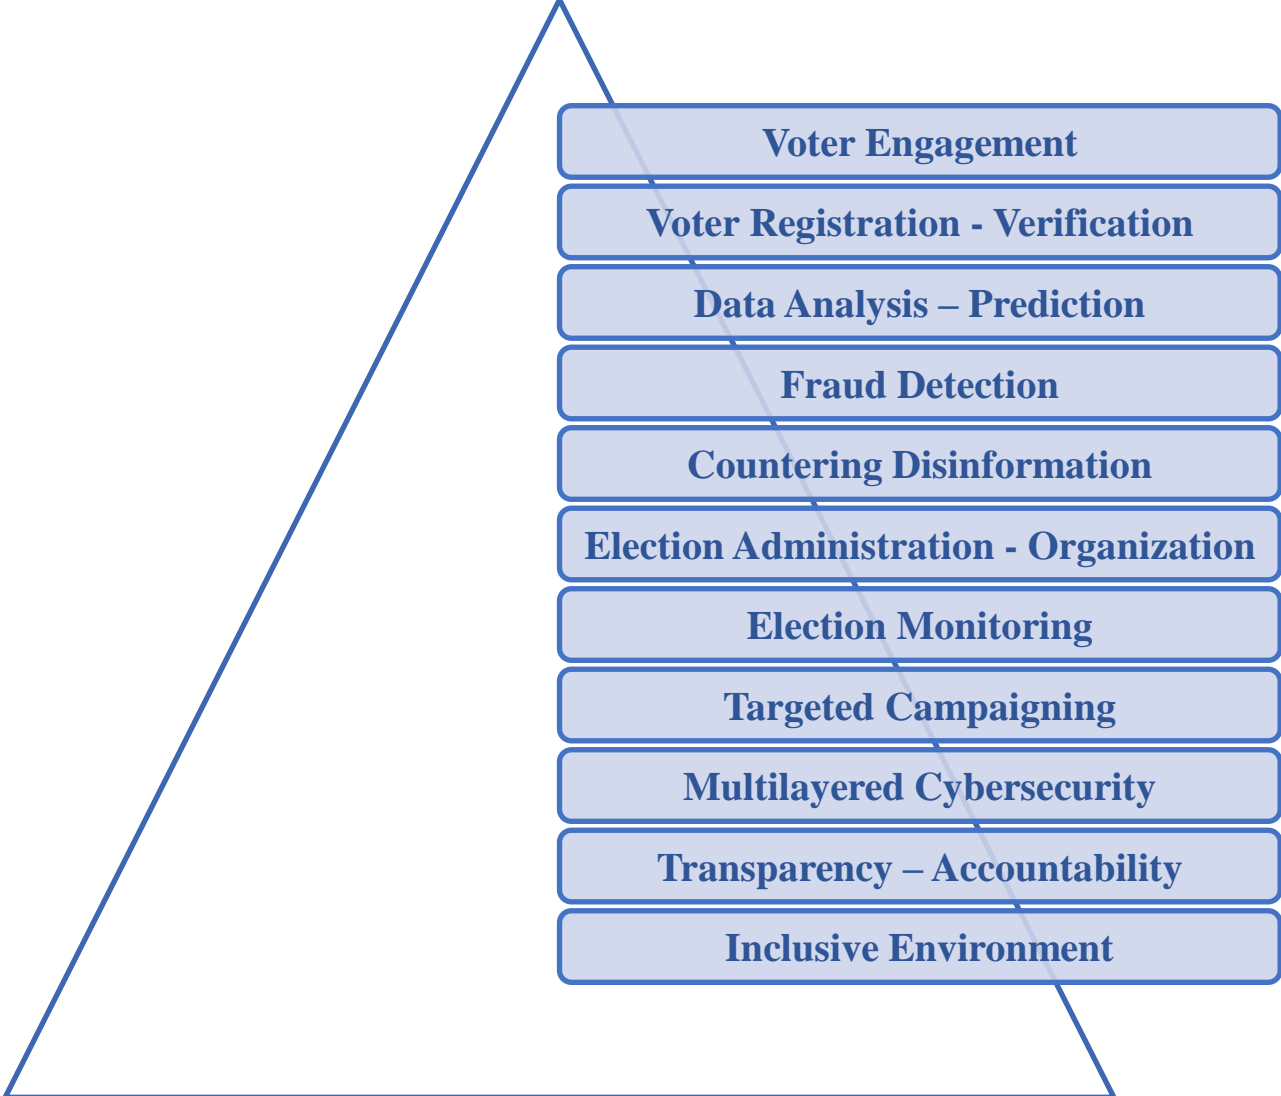 Voter Engagement
Voter Registration - Verification
Data Analysis – Prediction
Fraud Detection
Countering Disinformation
Election Administration - Organization
Election Monitoring
Targeted Campaigning
Multilayered Cybersecurity
Transparency – Accountability
Inclusive Environment